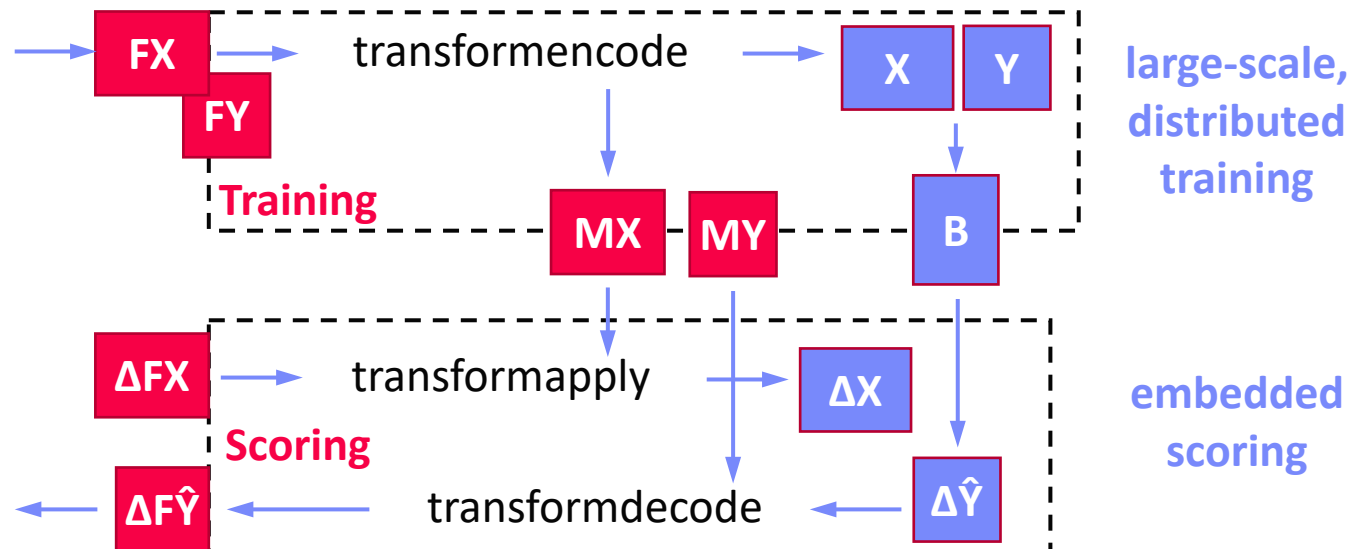 FX
transformencode
X
Y
large-scale,
distributed
training
FY
Training
MX
MY
B
ΔFX
transformapply
ΔX
embedded
scoring
Scoring
ΔFŶ
transformdecode
ΔŶ